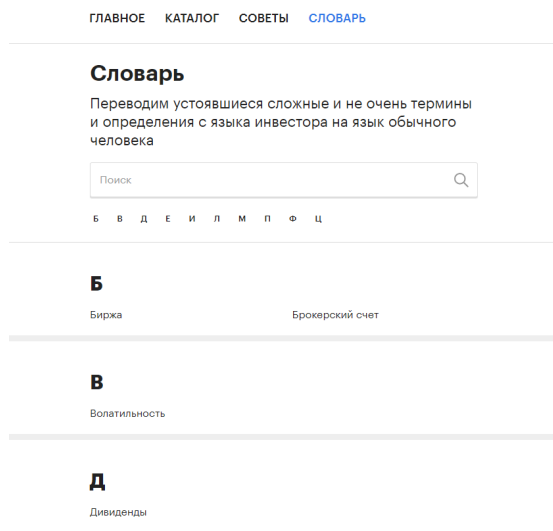 ГЛАВНОЕ КАТАЛОГ СОВЕТЫ СЛОВАРЬ
Словарь
Переводим устоявшиеся сложные и не очень термины
и определения с языка инвестора на язык обычного
человека
Поиск
Б В Д Е И Л М П Ф Ц
Б
Биржа Брокерский счет
В
Волатильность
Д
Дивиденды